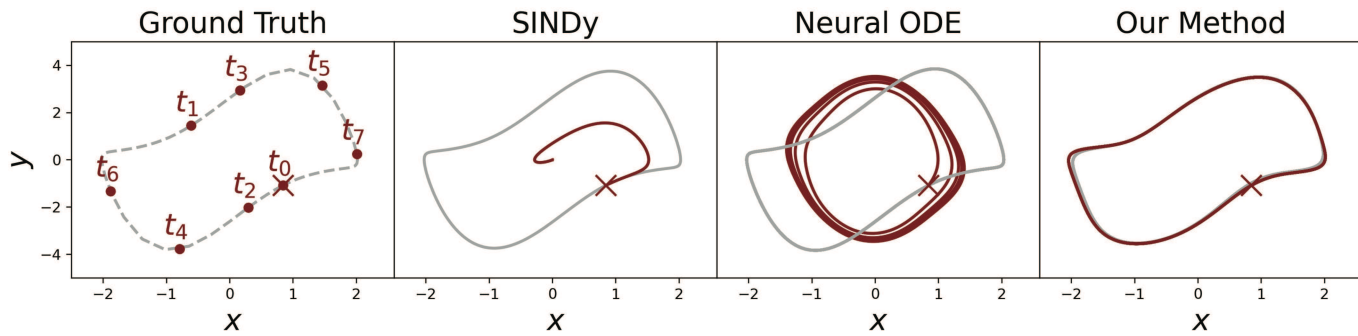 Ground Truth SINDy Neural ODE Our Method
4
2
0
−2
−4
y
t5
t3
t1
t7
t6
t0
t2
t4
−2 −1 0 1 2 −2 −1 0 1 2 −2 −1 0 1 2 −2 −1 0 1 2
x x x x